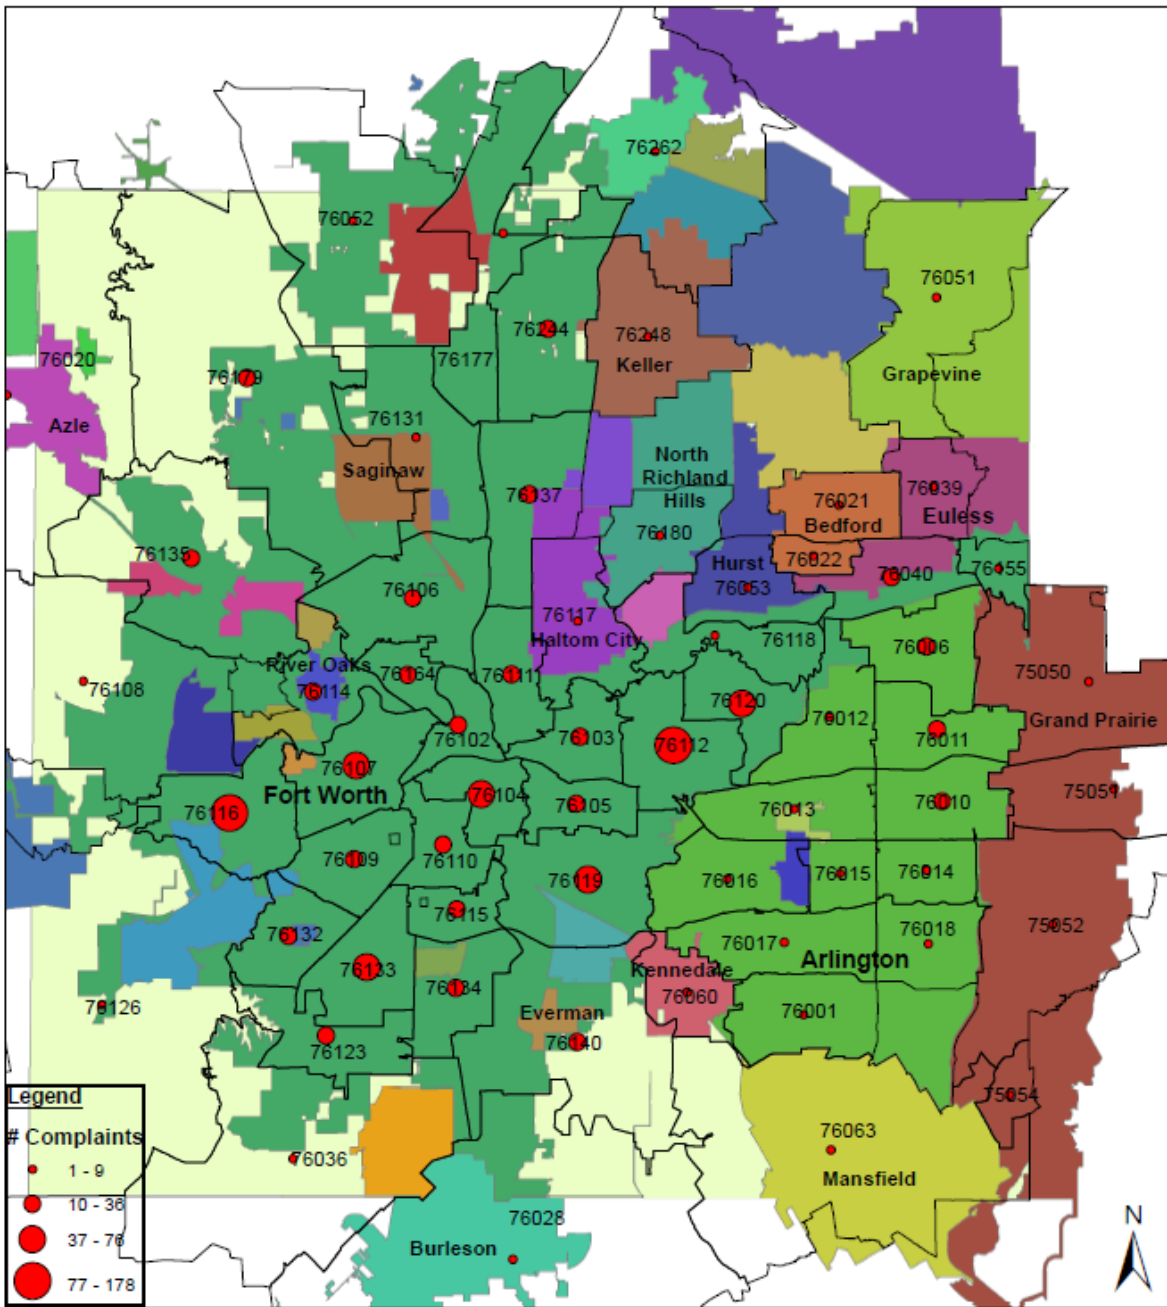 76262
76052
76051
76244
76248
76177
76020
Keller
Grapevine
76179
76131
Azle
North
Richland
Hills
Saginaw
76137
76021
Bedford
76039
Euless
76180
76135
Hurst
76022
76040
76155
76053
76106
76117
Haltom City
76118
76006
River Oaks
76164
76111
75050
76108
76114
76120
76012
Grand Prairie
76102
76103
76112
76011
76107
Fort Worth
76104
76105
75051
76116
76013
76010
76109
76110
76119
76016
76015
76014
76115
76132
76017
76018
75052
76133
Kennedale
Arlington
76134
76060
76126
Everman
76001
76123
76140
75054
Legend
# Complaints
1 - 9
10 - 36
37 - 76
77 - 178
76036
76063
Mansfield
76028
Burleson
N